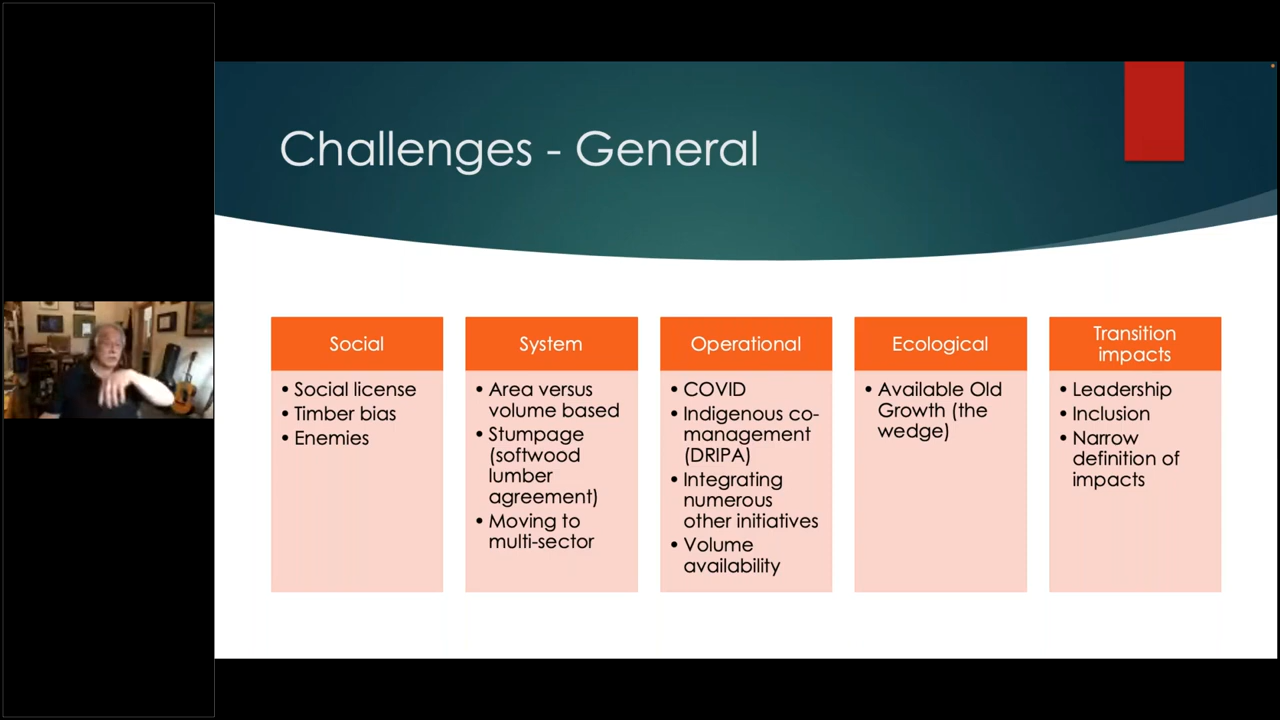 Challenges - General
Social
• Social license
• Timber bias
• Enemies
System
• Area versus
volume based
• Stumpage
(softwood
lumber
agreement)
• Moving to
multi-sector
Operational
• COVID
• Indigenous co-
management
(DRIPA)
• Integrating
numerous
other initiatives
• Volume
availability
Ecological
• Available Old
Growth (the
wedge)
Transition
impacts
• Leadership
• Inclusion
• Narrow
definition of
impacts